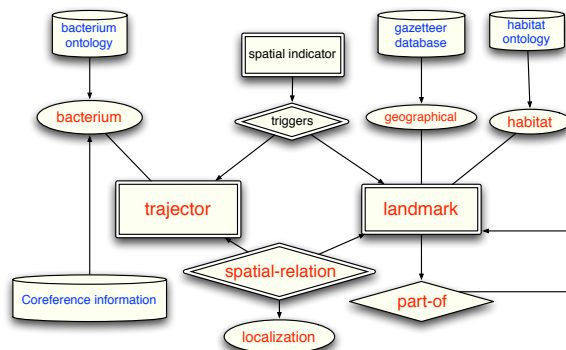 bacterium
ontology
gazetteer
database
habitat
ontology
spatial indicator
bacterium
triggers
geographical
habitat
trajector
landmark
spatial-relation
Coreference information
part-of
localization